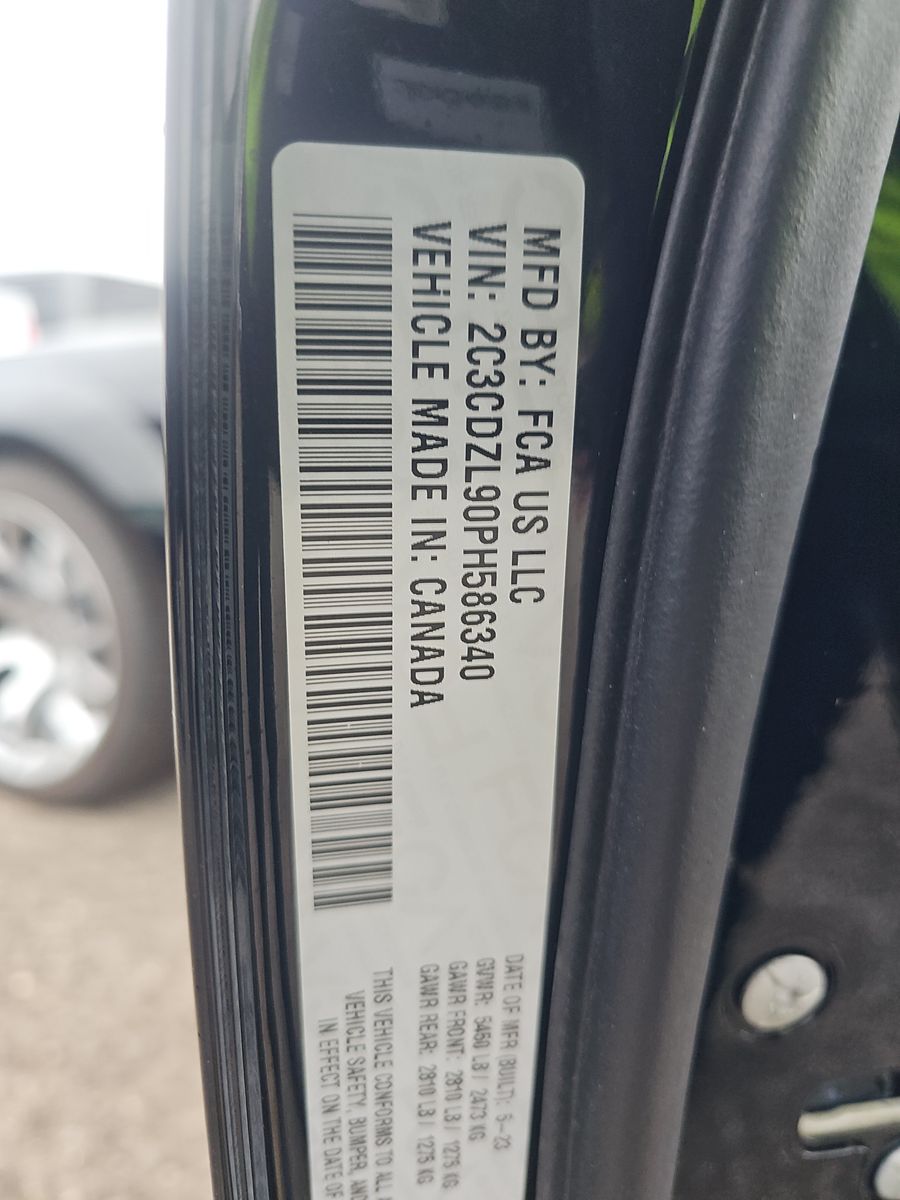 MFD BY: FCA US LLC
VIN: 2C3CDZL90PH586340
VEHICLE MADE IN: CANADA
DATE OF MFR (BUILT): 5-23
GVWR: 5450 LB / 2473 KG
GAWR FRONT: 2810 LB / 1275 KG
GAWR REAR: 2810 LB / 1275 KG
THIS VEHICLE CONFORMS TO ALL
VEHICLE SAFETY, BUMPER, AND
IN EFFECT ON THE DATE OF